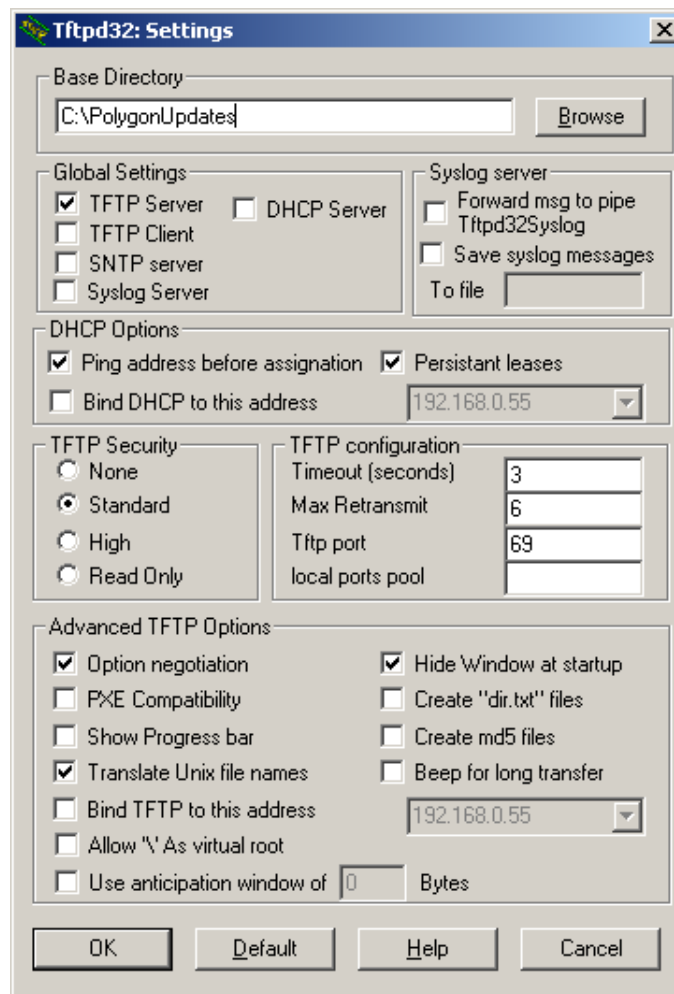 Tftpd32: Settings
Base Directory
C:\PolygonUpdates
Browse
Global Settings
TFTP Server
DHCP Server
TFTP Client
SNTP server
Syslog Server
Syslog server
Forward msg to pipe
Tftpd32Syslog
Save syslog messages
To file
DHCP Options
Ping address before assignation
Persistant leases
Bind DHCP to this address
192.168.0.55
TFTP Security
None
Standard
High
Read Only
TFTP configuration
Timeout (seconds) 3
Max Retransmit 6
Tftp port 69
local ports pool
Advanced TFTP Options
Option negotiation
Hide Window at startup
PXE Compatibility
Create "dir.txt" files
Show Progress bar
Create md5 files
Translate Unix file names
Beep for long transfer
Bind TFTP to this address
192.168.0.55
Allow '\' As virtual root
Use anticipation window of 0 Bytes
OK
Default
Help
Cancel